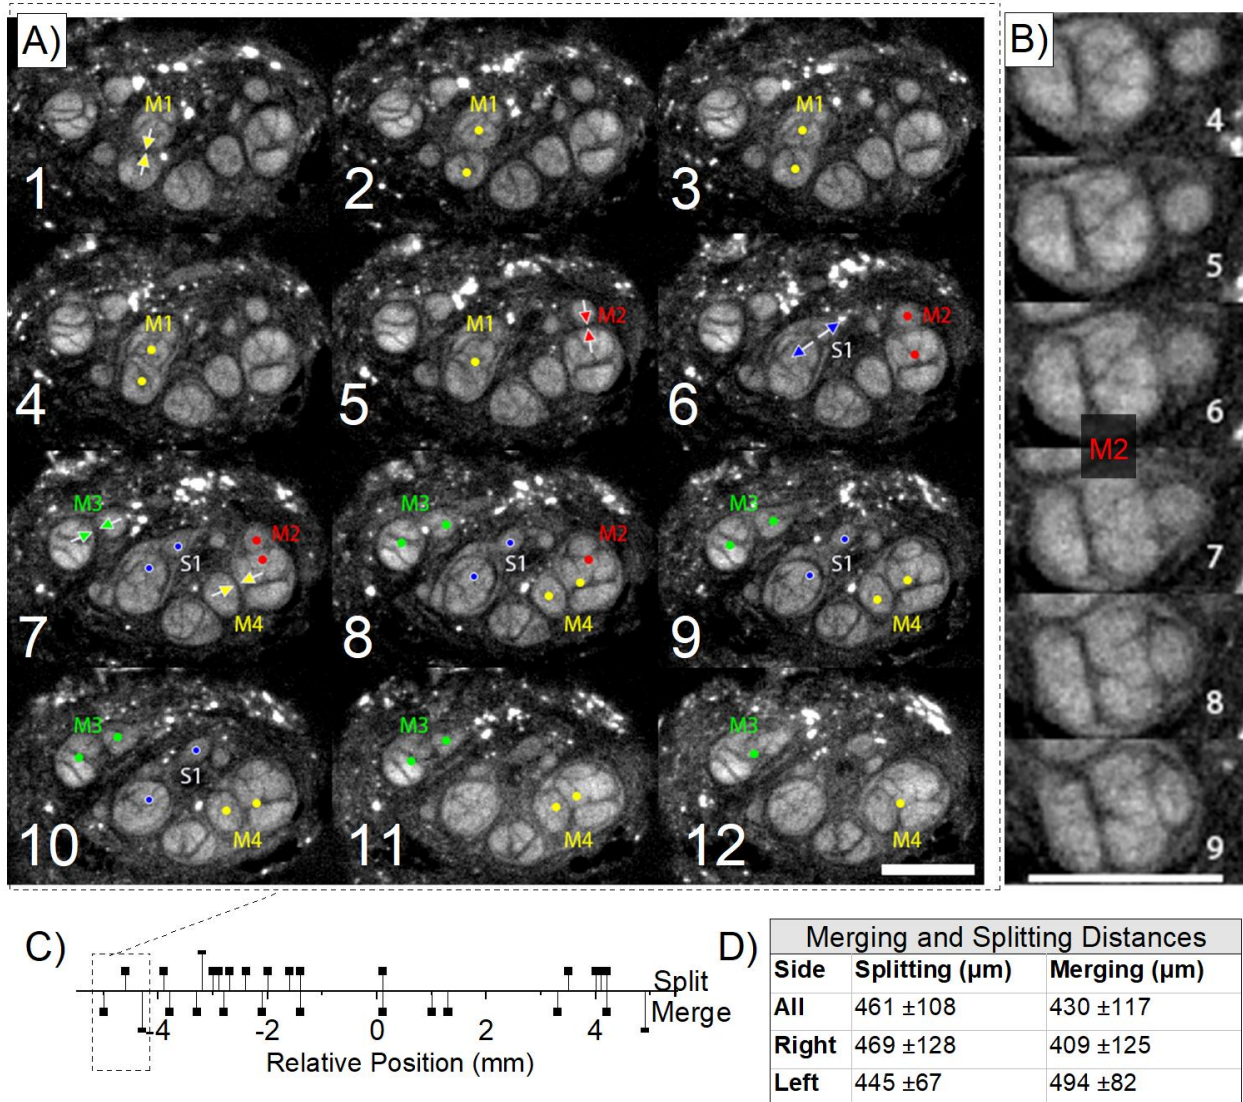 A)
M1
1
M1
2
M1
3
M1
4
M1
M2
5
M2
S1
6
M3
M2
S1
M4
7
M3
M2
S1
M4
8
M3
S1
M4
9
M3
S1
M4
10
M3
M4
11
M3
M4
12
B)
4
5
6
M2
7
8
9
C)
Split
Merge
-4 -2 0 2 4
Relative Position (mm)
D)
Merging and Splitting Distances
Side Splitting (µm) Merging (µm)
All 461 ±108 430 ±117
Right 469 ±128 409 ±125
Left 445 ±67 494 ±82